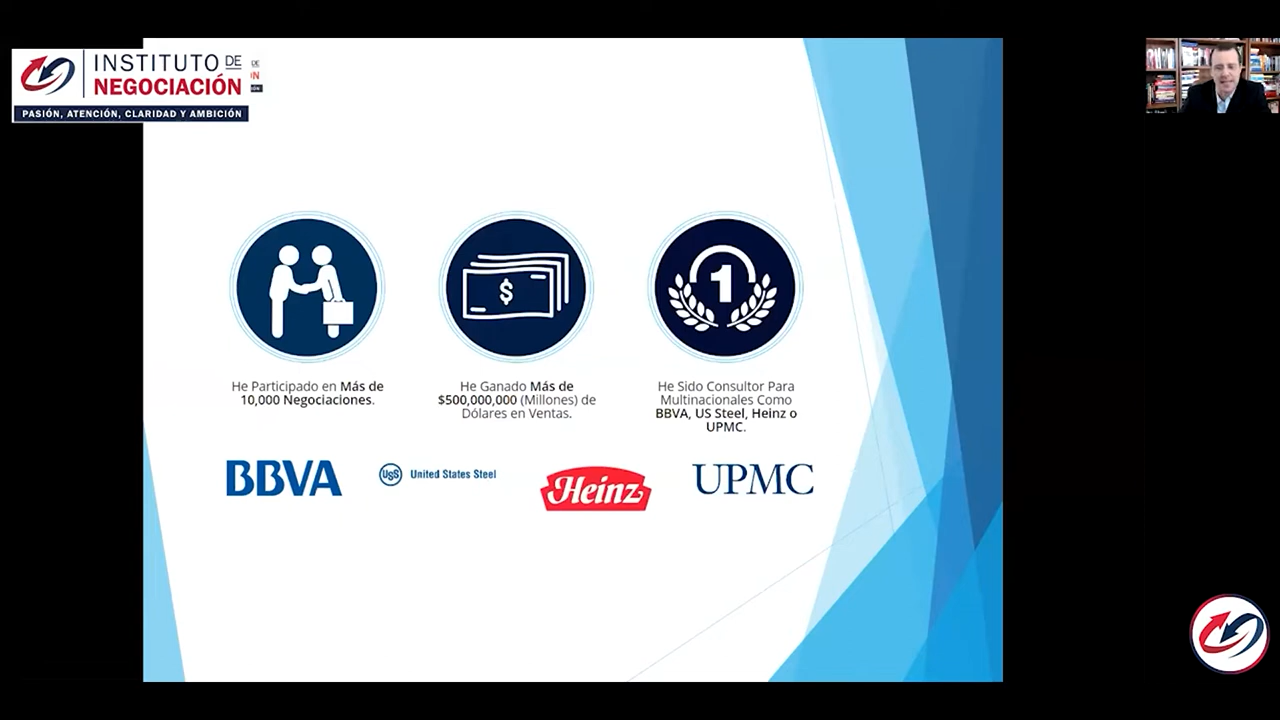 INSTITUTO DE
NEGOCIACIÓN
PASIÓN, ATENCIÓN, CLARIDAD Y AMBICIÓN
$
1
He Participado en Más de
10,000 Negociaciones.
He Ganado Más de
$500,000,000 (Millones) de
Dólares en Ventas.
He Sido Consultor Para
Multinacionales Como
BBVA, US Steel, Heinz o
UPMC.
BBVA
USS United States Steel
Heinz
UPMC